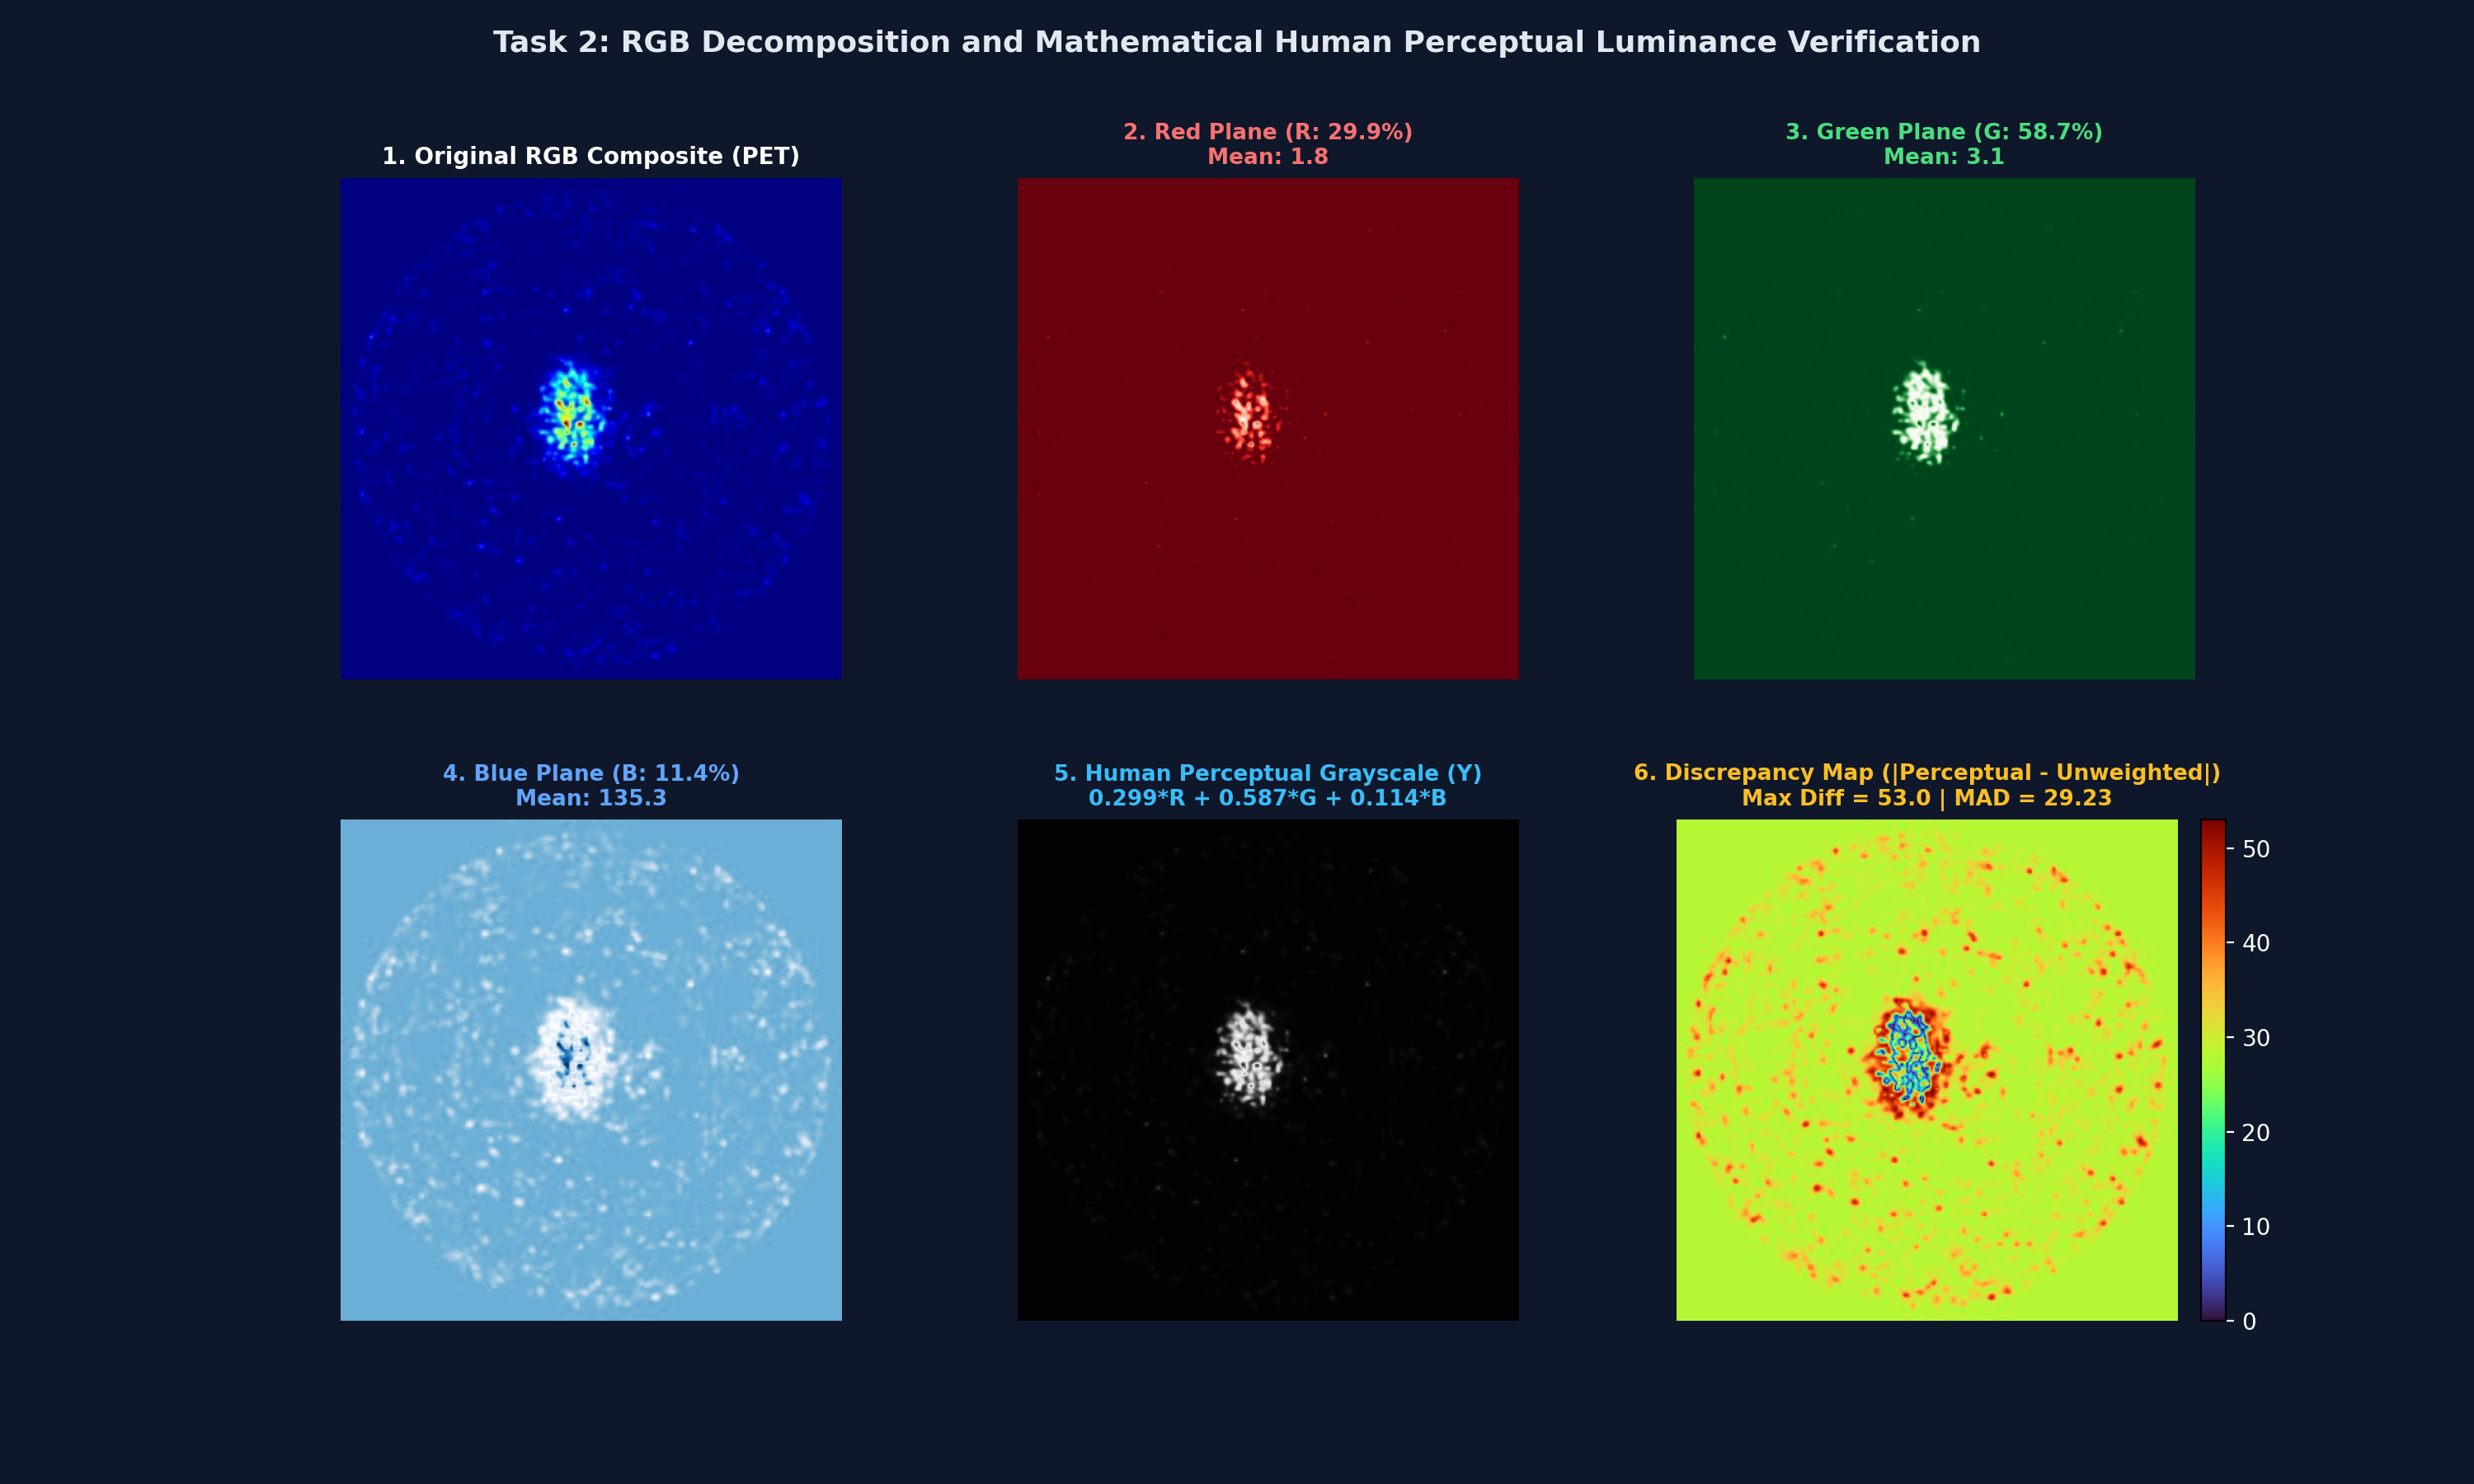 Task 2: RGB Decomposition and Mathematical Human Perceptual Luminance Verification
1. Original RGB Composite (PET)
2. Red Plane (R: 29.9%)
Mean: 1.8
3. Green Plane (G: 58.7%)
Mean: 3.1
4. Blue Plane (B: 11.4%)
Mean: 135.3
5. Human Perceptual Grayscale (Y)
0.299*R + 0.587*G + 0.114*B
6. Discrepancy Map (|Perceptual - Unweighted|)
Max Diff = 53.0 | MAD = 29.23
50
40
30
20
10
0